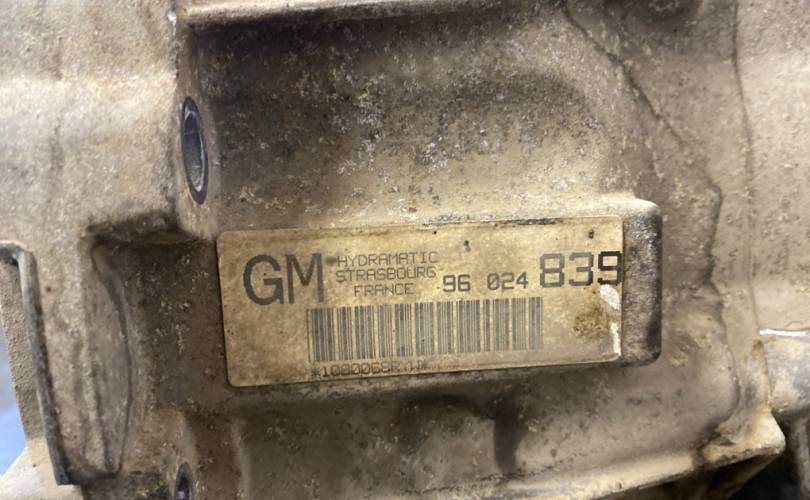 GM HYDRAMATIC
STRASBOURG
FRANCE 96 024 839